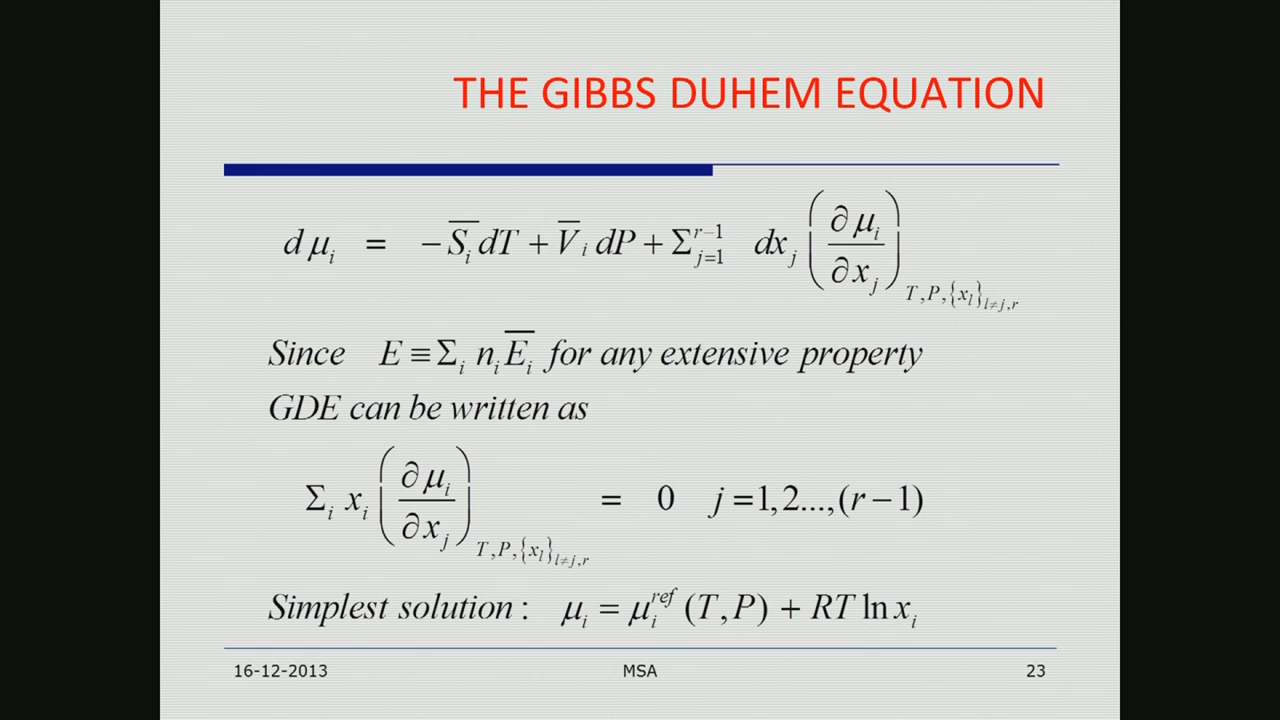 THE GIBBS DUHEM EQUATION
dμ_i = −S̅_i dT + V̅_i dP + Σ_{j=1}^{r−1} dx_j (∂μ_i/∂x_j)_{T,P,{x_l}_{l≠j,r}}
Since E ≡ Σ_i n_i E̅_i for any extensive property
GDE can be written as
Σ_i x_i (∂μ_i/∂x_j)_{T,P,{x_l}_{l≠j,r}} = 0 j=1,2...,(r−1)
Simplest solution: μ_i = μ_i^{ref} (T,P) + RT ln x_i
16-12-2013 MSA 23